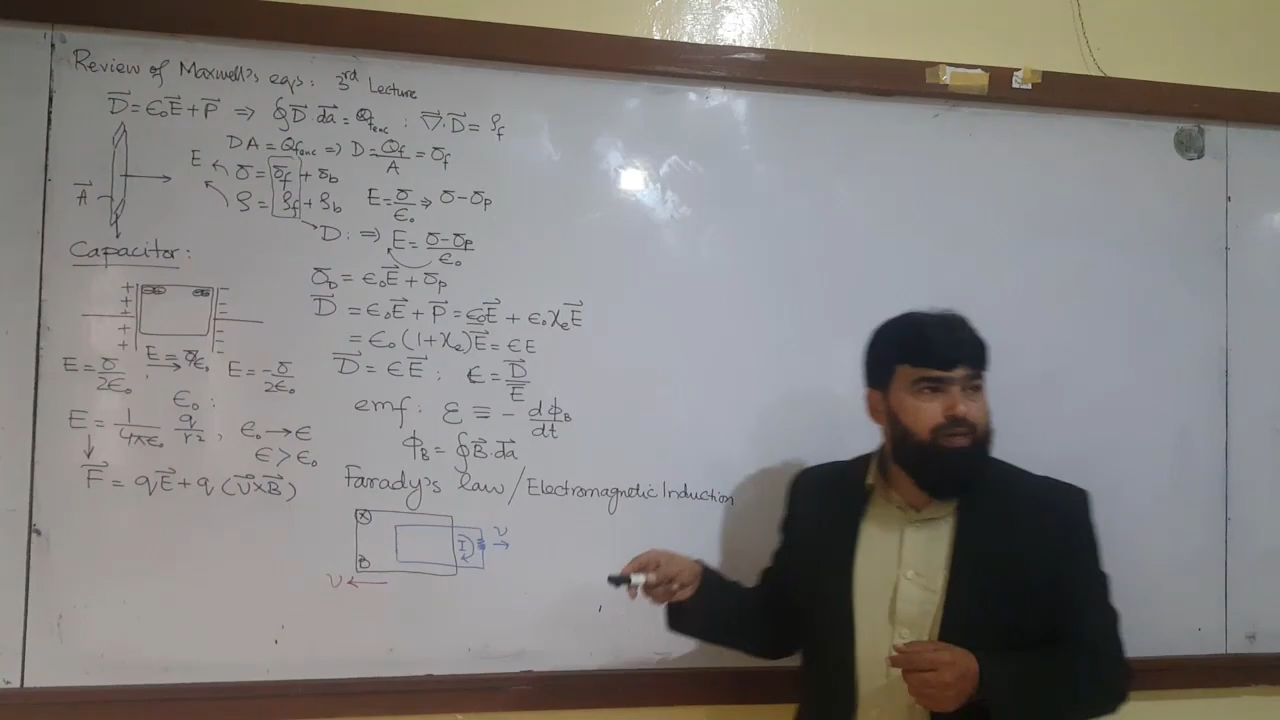 Review of Maxwell's eqs: 3rd Lecture
D⃗ = ϵ₀E⃗ + P⃗ ⇒ ∮D⃗.da⃗ = Q_fenc : ∇⃗.D⃗ = ρ_f
DA = Q_fenc ⇒ D = Q_f/A = σ_f
E
σ = σ_f + σ_b
A⃗
ρ = ρ_f + ρ_b
E = σ/ϵ₀ ⇒ σ - σ_p
D: ⇒ E = (σ - σ_p)/ϵ₀
Capacitor:
+ + + + + - - - - -
E = σ/2ϵ₀ , E = σ/ϵ₀ E = -σ/2ϵ₀
ϵ₀ :
E = 1/4πϵ₀ q/r² , ϵ₀ → ϵ
ϵ > ϵ₀
F⃗ = qE⃗ + q (V⃗ × B⃗)
σ_b = ϵ₀E⃗ + σ_p
D⃗ = ϵ₀E⃗ + P⃗ = ϵ₀E⃗ + ϵ₀χ_eE⃗
= ϵ₀ (1+χ_e)E⃗ = ϵE
D⃗ = ϵE⃗ ; ϵ = D⃗/E
emf: ℰ ≡ - dϕ_B/dt
ϕ_B = ∮B⃗.da⃗
Farady's law / Electromagnetic Induction
x
I
v
v